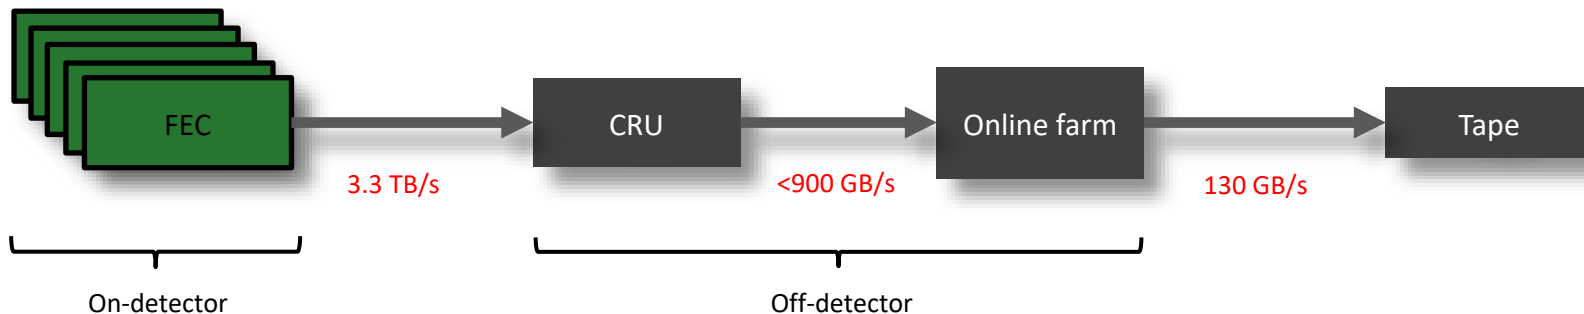 FEC
CRU
Online farm
Tape
3.3 TB/s
<900 GB/s
130 GB/s
On-detector
Off-detector